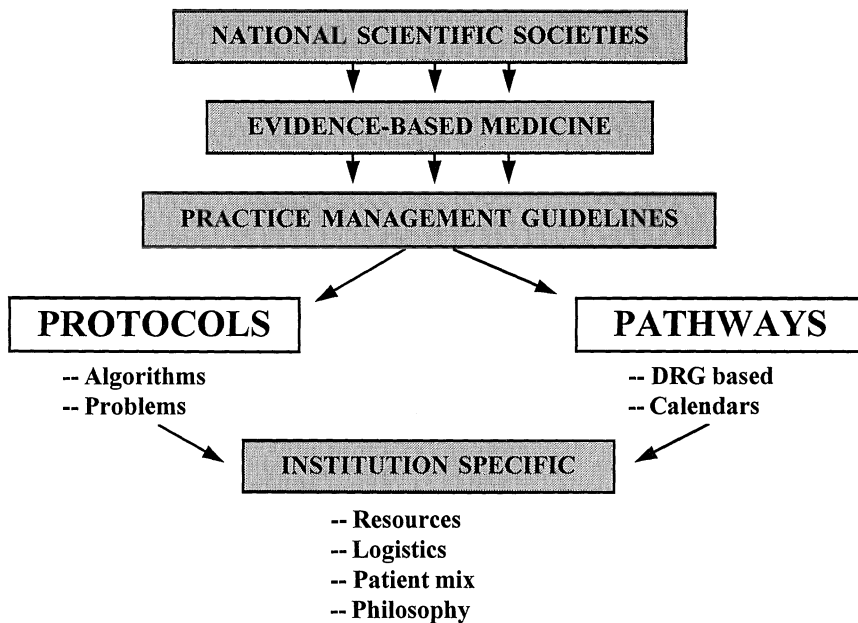 NATIONAL SCIENTIFIC SOCIETIES
EVIDENCE-BASED MEDICINE
PRACTICE MANAGEMENT GUIDELINES
PROTOCOLS
-- Algorithms
-- Problems
PATHWAYS
-- DRG based
-- Calendars
INSTITUTION SPECIFIC
-- Resources
-- Logistics
-- Patient mix
-- Philosophy